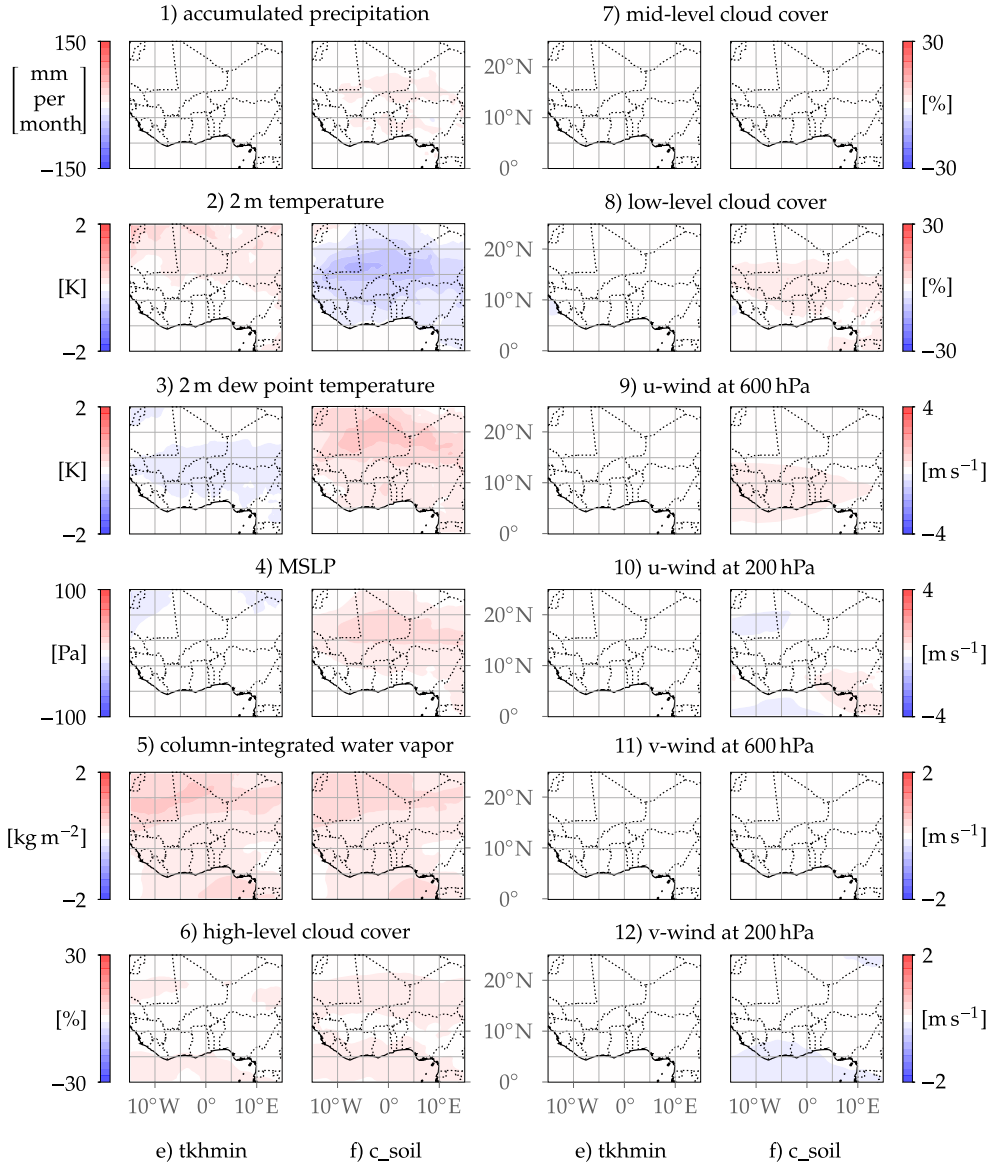 1) accumulated precipitation
7) mid-level cloud cover
150
mm
per
month
−150
20°N
10°N
0°
30
[%]
−30
2) 2 m temperature
8) low-level cloud cover
2
[K]
−2
20°N
10°N
0°
30
[%]
−30
3) 2 m dew point temperature
9) u-wind at 600 hPa
2
[K]
−2
20°N
10°N
0°
4
[m s−1]
−4
4) MSLP
10) u-wind at 200 hPa
100
[Pa]
−100
20°N
10°N
0°
4
[m s−1]
−4
5) column-integrated water vapor
11) v-wind at 600 hPa
2
[kg m−2]
−2
20°N
10°N
0°
2
[m s−1]
−2
6) high-level cloud cover
12) v-wind at 200 hPa
30
[%]
−30
20°N
10°N
0°
2
[m s−1]
−2
10°W 0° 10°E 10°W 0° 10°E 10°W 0° 10°E 10°W 0° 10°E
e) tkhmin f) c_soil e) tkhmin f) c_soil